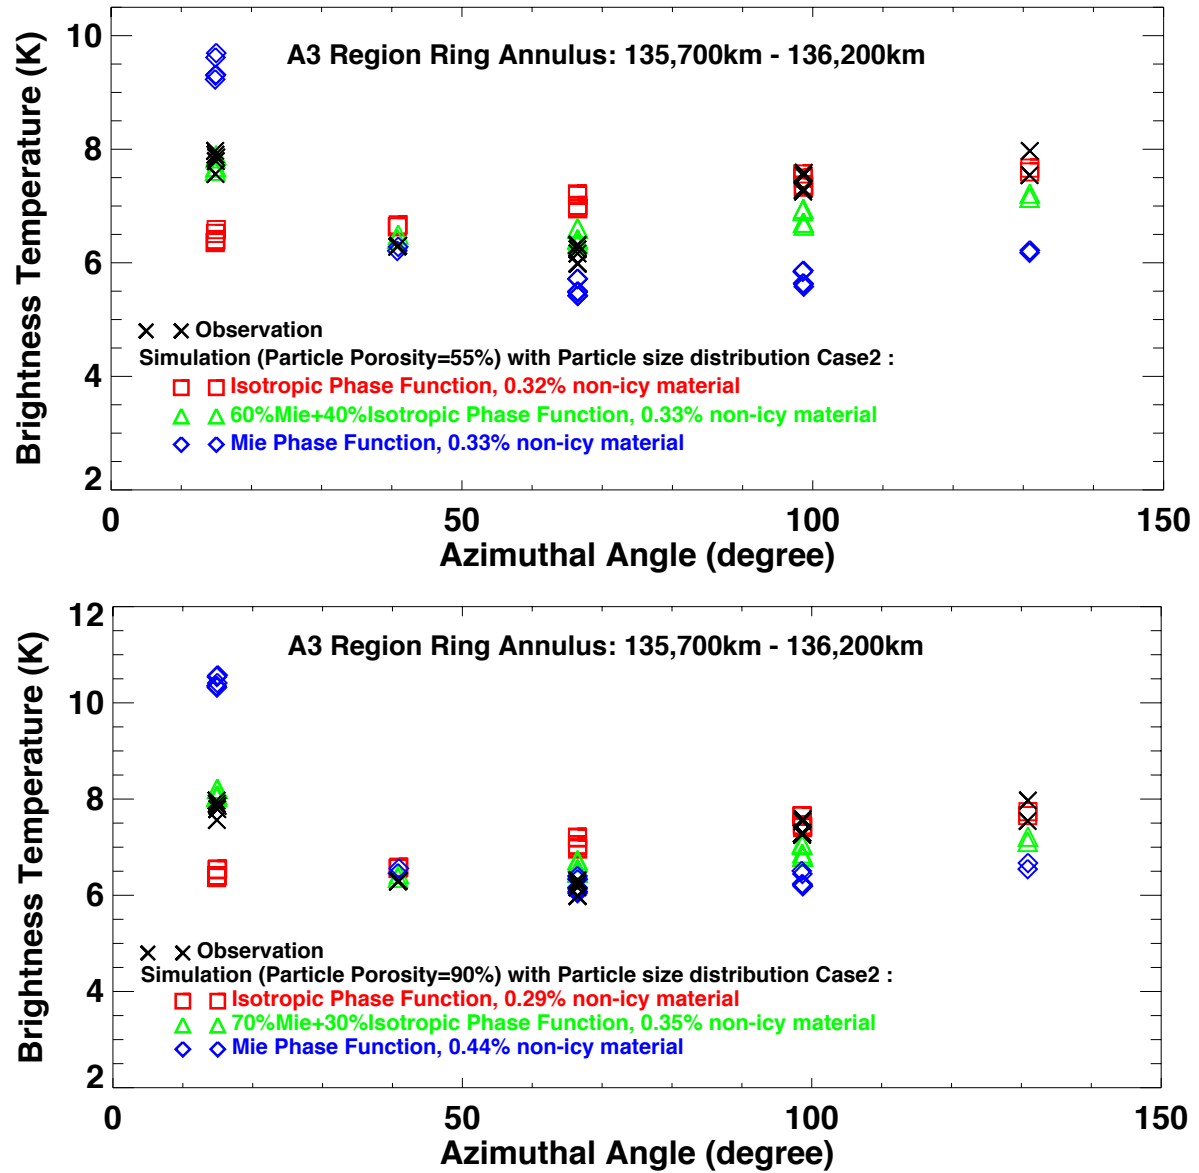 A3 Region Ring Annulus: 135,700km - 136,200km
Brightness Temperature (K)
10
8
6
4
2
Observation
Simulation (Particle Porosity=55%) with Particle size distribution Case2 :
Isotropic Phase Function, 0.32% non-icy material
60%Mie+40%Isotropic Phase Function, 0.33% non-icy material
Mie Phase Function, 0.33% non-icy material
0 50 100 150
Azimuthal Angle (degree)
A3 Region Ring Annulus: 135,700km - 136,200km
Brightness Temperature (K)
12
10
8
6
4
2
Observation
Simulation (Particle Porosity=90%) with Particle size distribution Case2 :
Isotropic Phase Function, 0.29% non-icy material
70%Mie+30%Isotropic Phase Function, 0.35% non-icy material
Mie Phase Function, 0.44% non-icy material
0 50 100 150
Azimuthal Angle (degree)